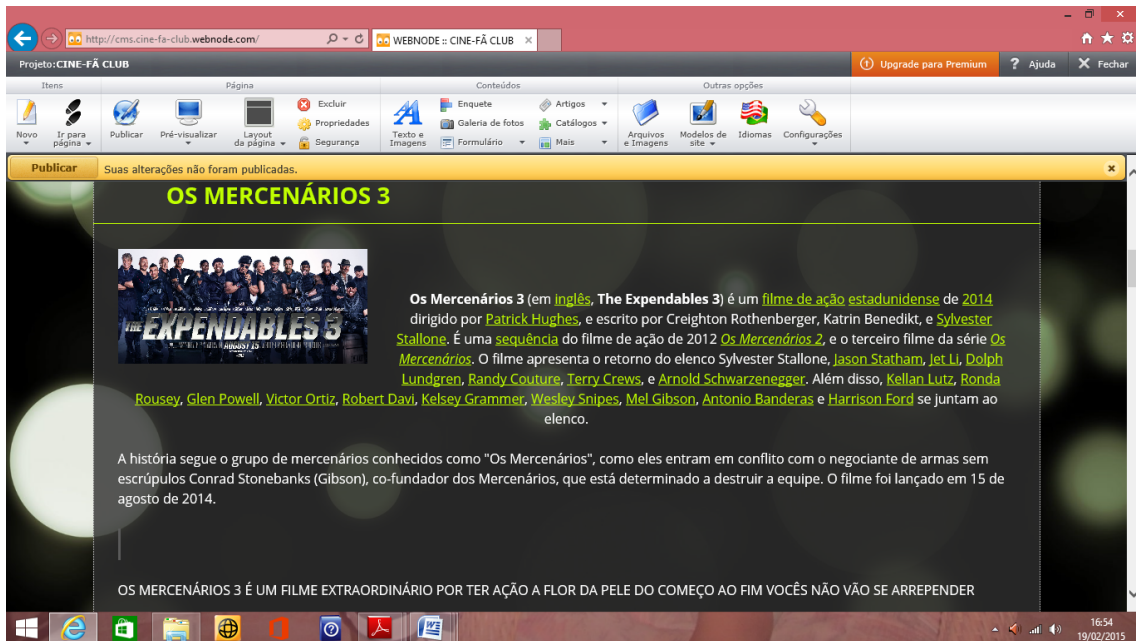 http://cms.cine-fa-club.webnode.com/
WEBNODE :: CINE-FÃ CLUB
Projeto:CINE-FÃ CLUB
Upgrade para Premium
? Ajuda
Fechar
Itens
Página
Conteúdos
Outras opções
Novo
Ir para página
Publicar
Pré-visualizar
Layout da página
Excluir
Propriedades
Segurança
Texto e Imagens
Enquete
Galeria de fotos
Formulário
Artigos
Catálogos
Mais
Arquivos e Imagens
Modelos de site
Idiomas
Configurações
Publicar
Suas alterações não foram publicadas.
OS MERCENÁRIOS 3
THE EXPENDABLES 3
AUGUST 15
Os Mercenários 3 (em inglês, The Expendables 3) é um filme de ação estadunidense de 2014
dirigido por Patrick Hughes, e escrito por Creighton Rothenberger, Katrin Benedikt, e Sylvester
Stallone. É uma sequência do filme de ação de 2012 Os Mercenários 2, e o terceiro filme da série Os
Mercenários. O filme apresenta o retorno do elenco Sylvester Stallone, Jason Statham, Jet Li, Dolph
Lundgren, Randy Couture, Terry Crews, e Arnold Schwarzenegger. Além disso, Kellan Lutz, Ronda
Rousey, Glen Powell, Victor Ortiz, Robert Davi, Kelsey Grammer, Wesley Snipes, Mel Gibson, Antonio Banderas e Harrison Ford se juntam ao
elenco.
A história segue o grupo de mercenários conhecidos como "Os Mercenários", como eles entram em conflito com o negociante de armas sem
escrúpulos Conrad Stonebanks (Gibson), co-fundador dos Mercenários, que está determinado a destruir a equipe. O filme foi lançado em 15 de
agosto de 2014.
OS MERCENÁRIOS 3 É UM FILME EXTRAORDINÁRIO POR TER AÇÃO A FLOR DA PELE DO COMEÇO AO FIM VOCÊS NÃO VÃO SE ARREPENDER
16:54
19/02/2015